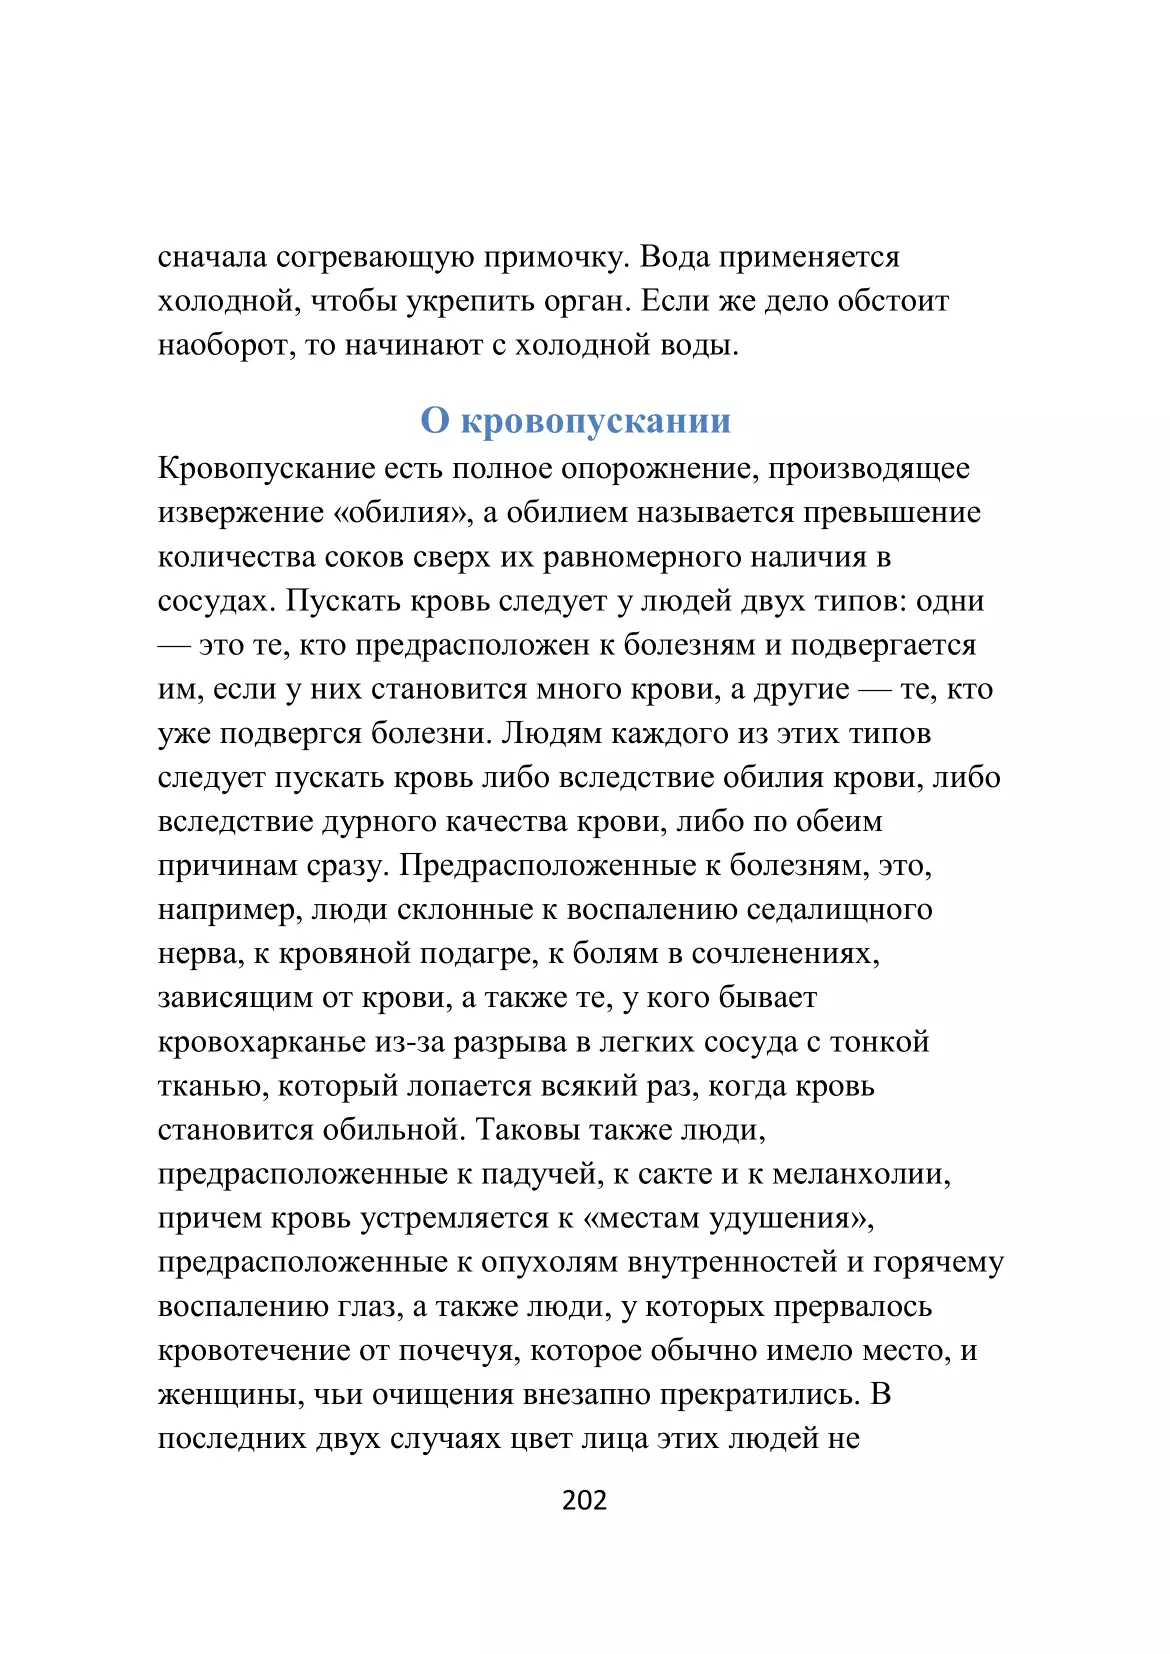 сначала согревающую примочку. Вода применяется
холодной, чтобы укрепить орган. Если же дело обстоит
наоборот, то начинают с холодной воды.
О кровопускании
Кровопускание есть полное опорожнение, производящее
извержение «обилия», а обилием называется превышение
количества соков сверх их равномерного наличия в
сосудах. Пускать кровь следует у людей двух типов: одни
— это те, кто предрасположен к болезням и подвергается
им, если у них становится много крови, а другие — те, кто
уже подвергся болезни. Людям каждого из этих типов
следует пускать кровь либо вследствие обилия крови, либо
вследствие дурного качества крови, либо по обеим
причинам сразу. Предрасположенные к болезням, это,
например, люди склонные к воспалению седалищного
нерва, к кровяной подагре, к болям в сочленениях,
зависящим от крови, а также те, у кого бывает
кровохарканье из-за разрыва в легких сосуда с тонкой
тканью, который лопается всякий раз, когда кровь
становится обильной. Таковы также люди,
предрасположенные к падучей, к сакте и к меланхолии,
причем кровь устремляется к «местам удушения»,
предрасположенные к опухолям внутренностей и горячему
воспалению глаз, а также люди, у которых прервалось
кровотечение от почечуя, которое обычно имело место, и
женщины, чьи очищения внезапно прекратились. В
последних двух случаях цвет лица этих людей не
202